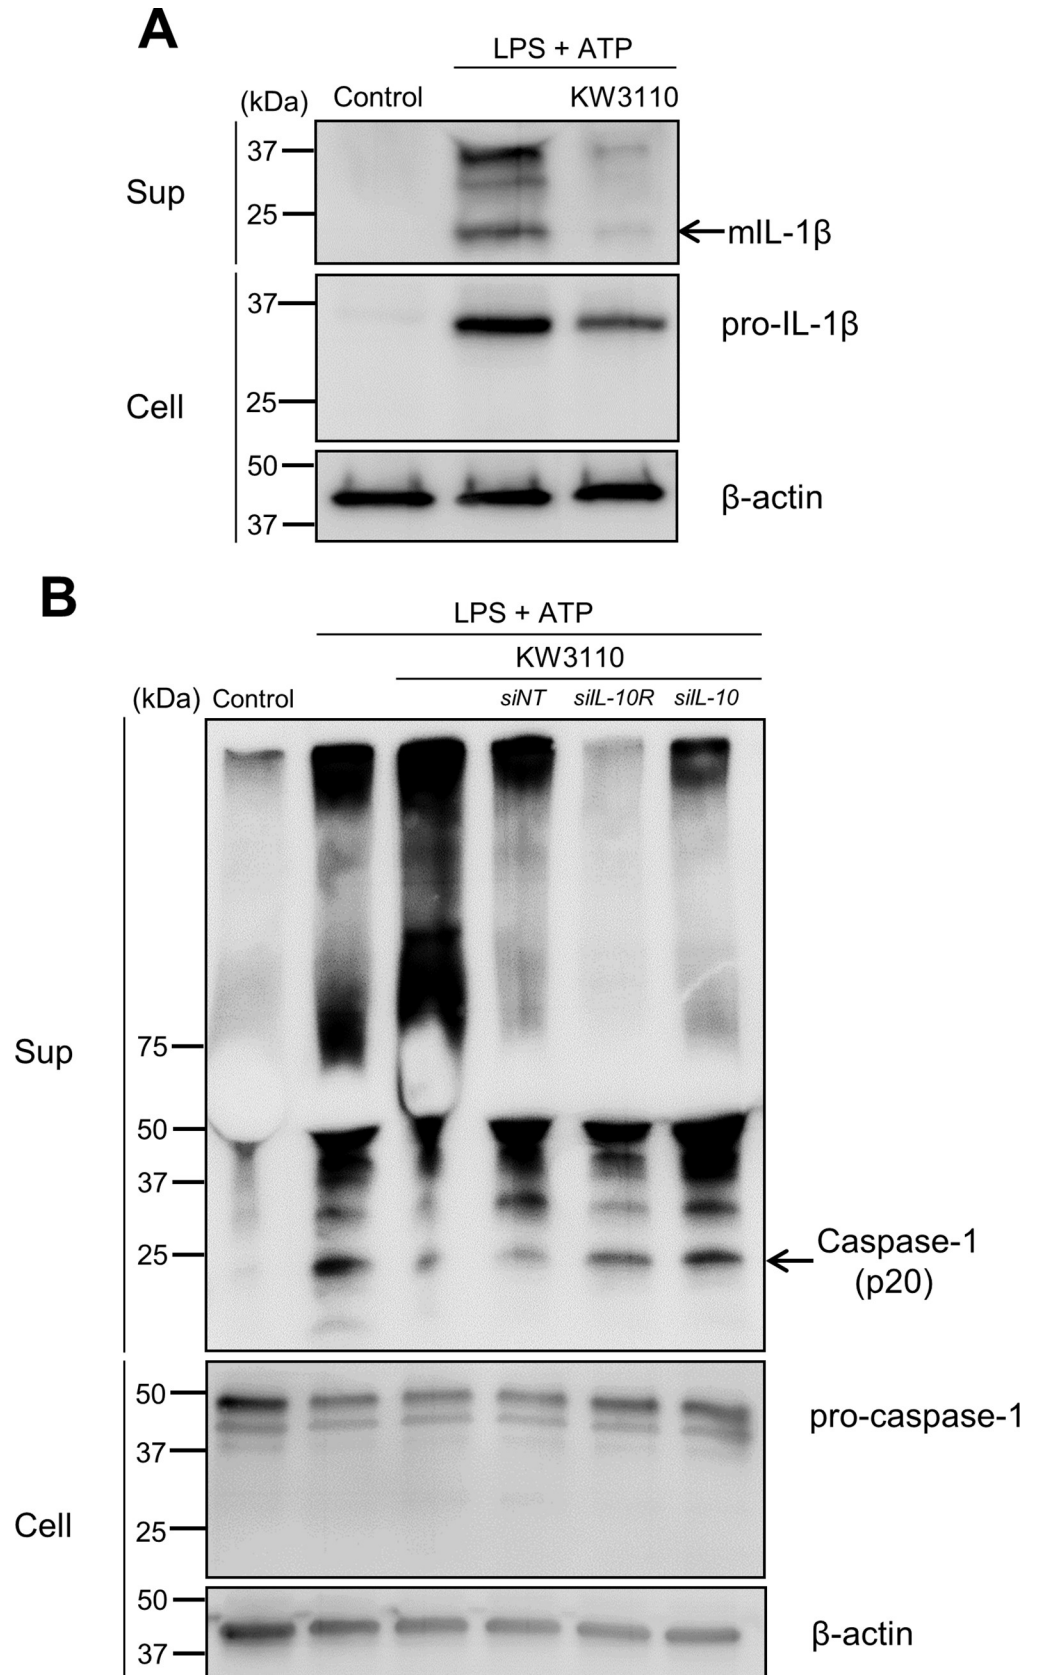 A
LPS + ATP
(kDa) Control KW3110
37
Sup
25
mIL-1β
37
pro-IL-1β
25
Cell
50
β-actin
37
B
LPS + ATP
KW3110
(kDa) Control siNT siIL-10R siIL-10
75
Sup
50
37
25
Caspase-1
(p20)
50
pro-caspase-1
37
25
Cell
50
β-actin
37